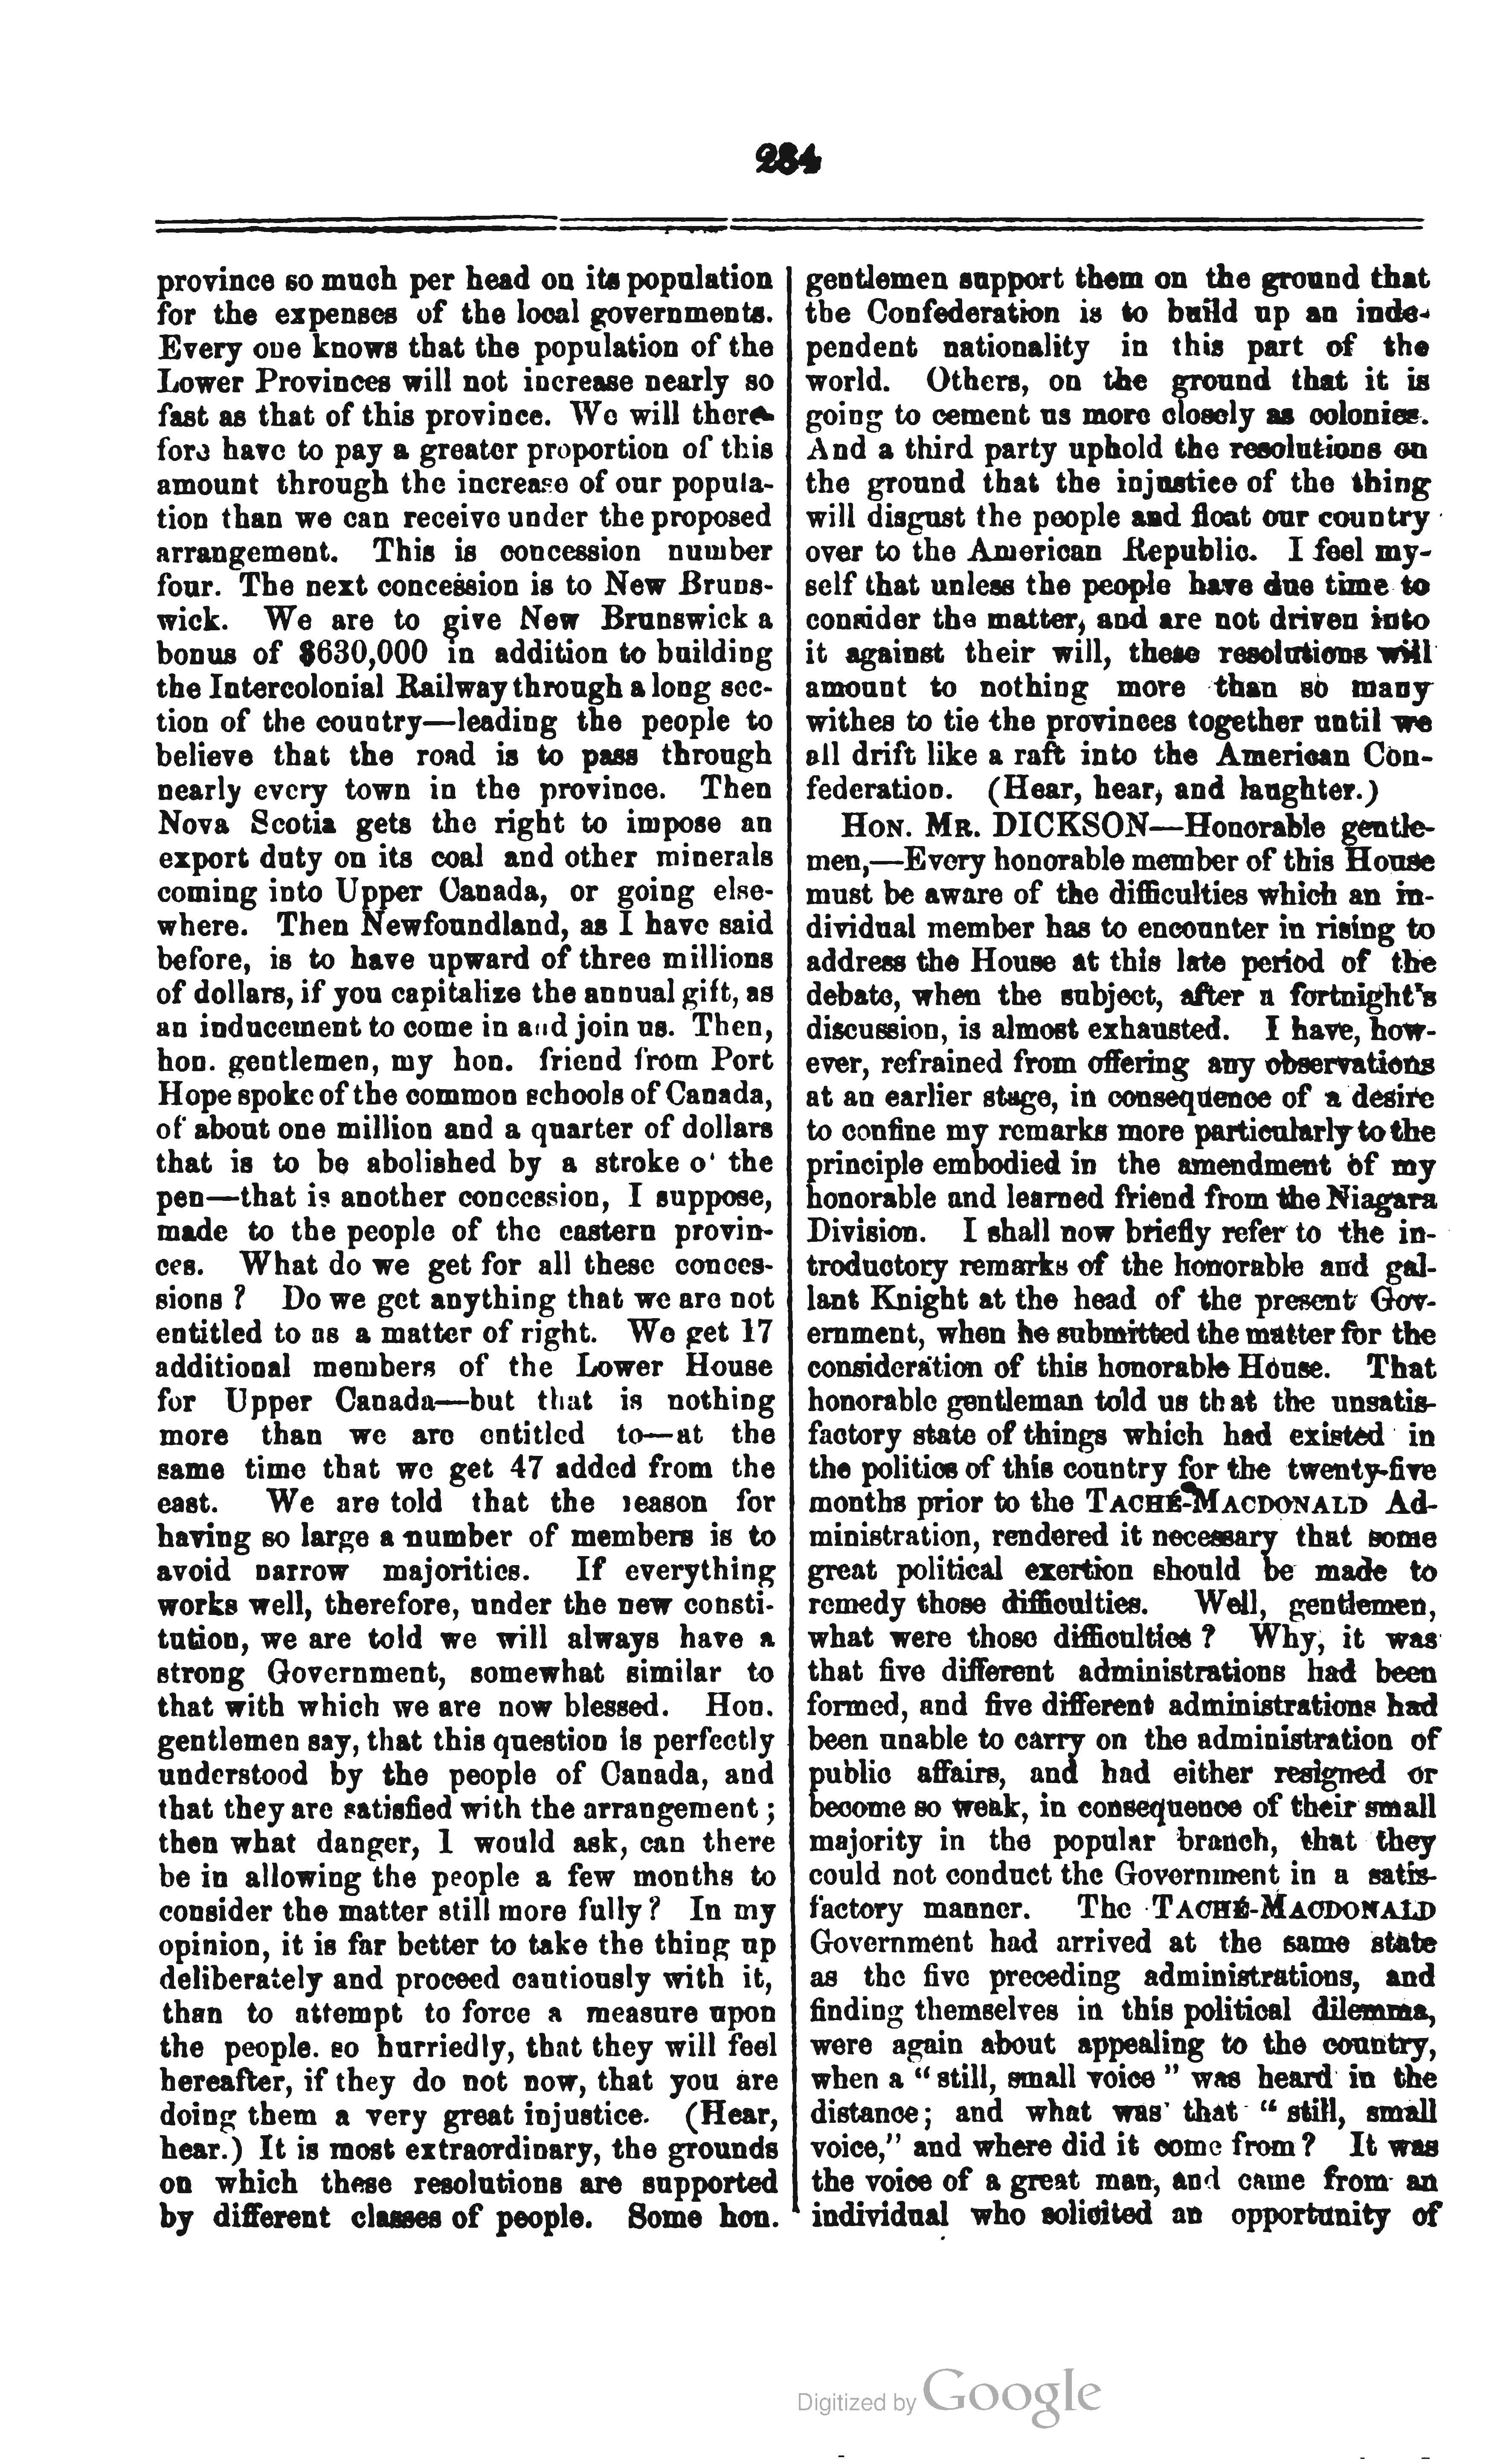 284
province so much per head on its population
for the expenses of the local governments.
Every one knows that the population of the
Lower Provinces will not increase nearly so
fast as that of this province. We will there-
fore have to pay a greater proportion of this
amount through the increase of our popula-
tion than we can receive under the proposed
arrangement. This is concession number
four. The next concession is to New Bruns-
wick. We are to give New Brunswick a
bonus of $630,000 in addition to building
the Intercolonial Railway through a long sec-
tion of the country—leading the people to
believe that the road is to pass through
nearly every town in the province. Then
Nova Scotia gets the right to impose an
export duty on its coal and other minerals
coming into Upper Canada, or going else-
where. Then Newfoundland, as I have said
before, is to have upward of three millions
of dollars, if you capitalize the annual gift, as
an inducement to come in and join us. Then,
hon. gentlemen, my hon. friend from Port
Hope spoke of the common schools of Canada,
of about one million and a quarter of dollars
that is to be abolished by a stroke o' the
pen—that is another concession, I suppose,
made to the people of the eastern provin-
ces. What do we get for all these conces-
sions ? Do we get anything that we are not
entitled to as a matter of right. We get 17
additional members of the Lower House
for Upper Canada—but that is nothing
more than we are entitled to—at the
same time that we get 47 added from the
east. We are told that the reason for
having so large a number of members is to
avoid narrow majorities. If everything
works well, therefore, under the new consti-
tution, we are told we will always have a
strong Government, somewhat similar to
that with which we are now blessed. Hon.
gentlemen say, that this question is perfectly
understood by the people of Canada, and
that they are satisfied with the arrangement ;
then what danger, I would ask, can there
be in allowing the people a few months to
consider the matter still more fully ? In my
opinion, it is far better to take the thing up
deliberately and proceed cautiously with it,
than to attempt to force a measure upon
the people. so hurriedly, that they will feel
hereafter, if they do not now, that you are
doing them a very great injustice. (Hear,
hear.) It is most extraordinary, the grounds
on which these resolutions are supported
by different classes of people. Some hon.
gentlemen support them on the ground that
the Confederation is to build up an inde-
pendent nationality in this part of the
world. Others, on the ground that it is
going to cement us more closely as colonies.
And a third party uphold the resolutions on
the ground that the injustice of the thing
will disgust the people and float our country
over to the American Republic. I feel my-
self that unless the people have due time to
consider the matter, and are not driven into
it against their will, these resolutions will
amount to nothing more than so many
withes to tie the provinces together until we
all drift like a raft into the American Con-
federation. (Hear, hear, and laughter.)
HON. MR. DICKSON—Honorable gentle-
men,—Every honorable member of this House
must be aware of the difficulties which an in-
dividual member has to encounter in rising to
address the House at this late period of the
debate, when the subject, after a fortnight's
discussion, is almost exhausted. I have, how-
ever, refrained from offering any observations
at an earlier stage, in consequence of a desire
to confine my remarks more particularly to the
principle embodied in the amendment of my
honorable and learned friend from the Niagara
Division. I shall now briefly refer to the in-
troductory remarks of the honorable and gal-
lant Knight at the head of the present Gov-
ernment, when he submitted the matter for the
consideration of this honorable House. That
honorable gentleman told us that the unsatis-
factory state of things which had existed in
the politics of this country for the twenty-five
months prior to the TACHÉ-MACDONALD Ad-
ministration, rendered it necessary that some
great political exertion should be made to
remedy those difficulties. Well, gentlemen,
what were those difficulties ? Why, it was
that five different administrations had been
formed, and five different administrations had
been unable to carry on the administration of
public affairs, and had either resigned or
become so weak, in consequence of their small
majority in the popular branch, that they
could not conduct the Government in a satis-
factory manner. The TACHÉ-MACDONALD
Government had arrived at the same state
as the five preceding administrations, and
finding themselves in this political dilemma,
were again about appealing to the country,
when a " still, small voice " was heard in the
distance ; and what was that " still, small
voice," and where did it come from ? It was
the voice of a great man, and came from an
individual who solicited an opportunity of
Digitized by Google